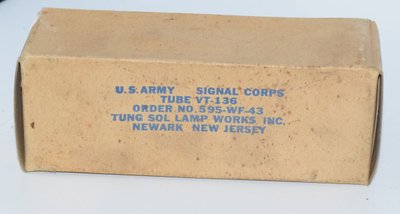 U.S. ARMY SIGNAL CORPS
TUBE VT-136
ORDER NO. 595-WF-43
TUNG SOL LAMP WORKS INC.
NEWARK NEW JERSEY